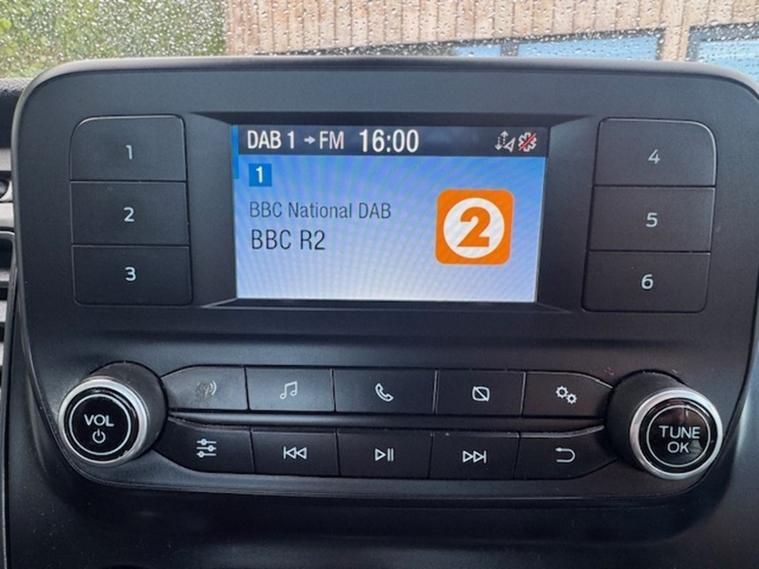 DAB 1 → FM 16:00
1
BBC National DAB
BBC R2
2
1
2
3
4
5
6
VOL
TUNE
OK